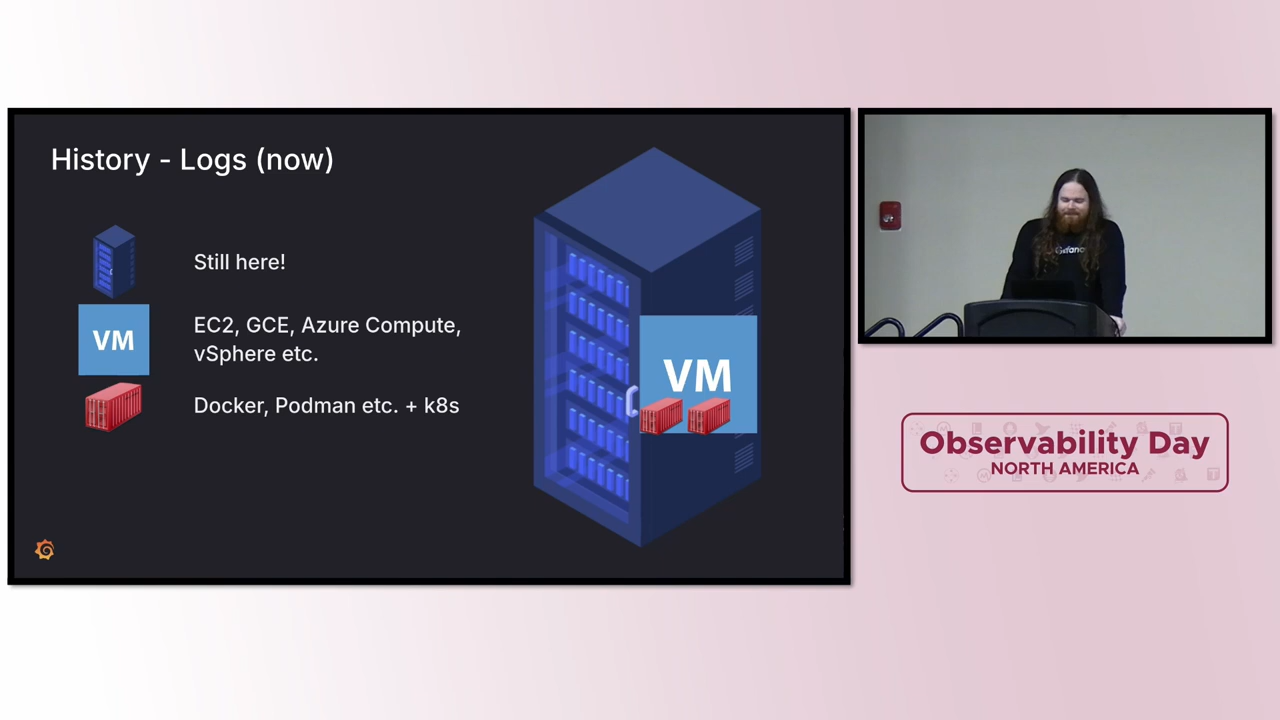 History - Logs (now)
Still here!
VM
EC2, GCE, Azure Compute,
vSphere etc.
Docker, Podman etc. + k8s
VM
Observability Day
NORTH AMERICA